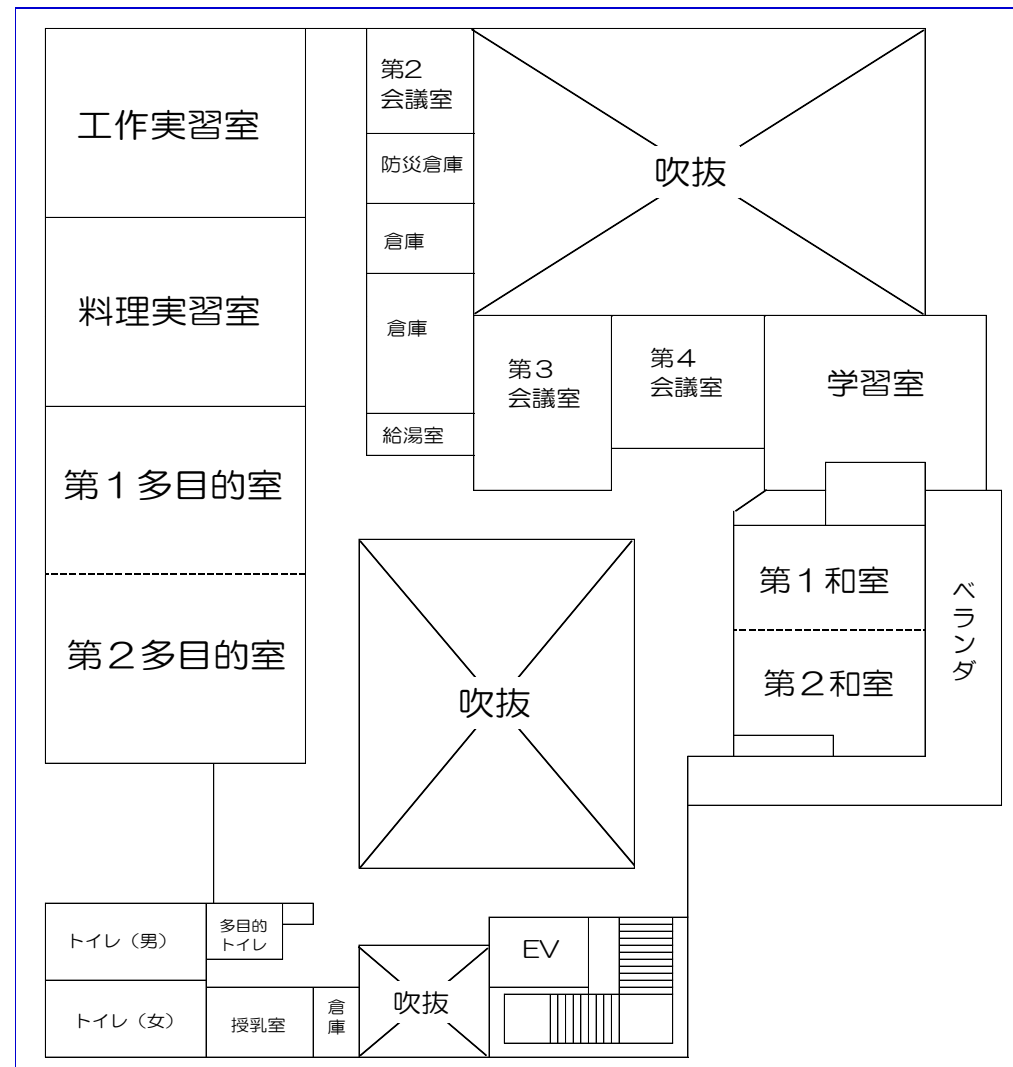 工作実習室
第２
会議室
防災倉庫
倉庫
倉庫
給湯室
吹抜
料理実習室
第３
会議室
第４
会議室
学習室
第１多目的室
第２多目的室
吹抜
第１和室
第２和室
ベランダ
トイレ（男）
多目的
トイレ
トイレ（女）
授乳室
倉庫
吹抜
EV